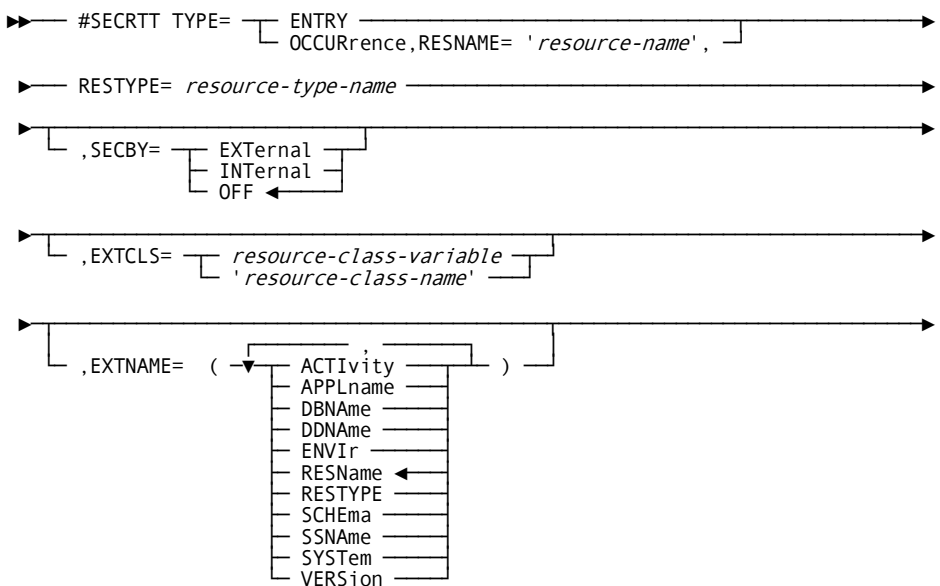 #SECRTT TYPE= ENTRY
OCCURrence,RESNAME= 'resource-name',
RESTYPE= resource-type-name
,SECBY= EXTernal
INTernal
OFF
,EXTCLS= resource-class-variable
'resource-class-name'
,
,EXTNAME= ( ACTIvity )
APPLname
DBNAme
DDNAme
ENVIr
RESName
RESTYPE
SCHEma
SSNAme
SYSTem
VERSion